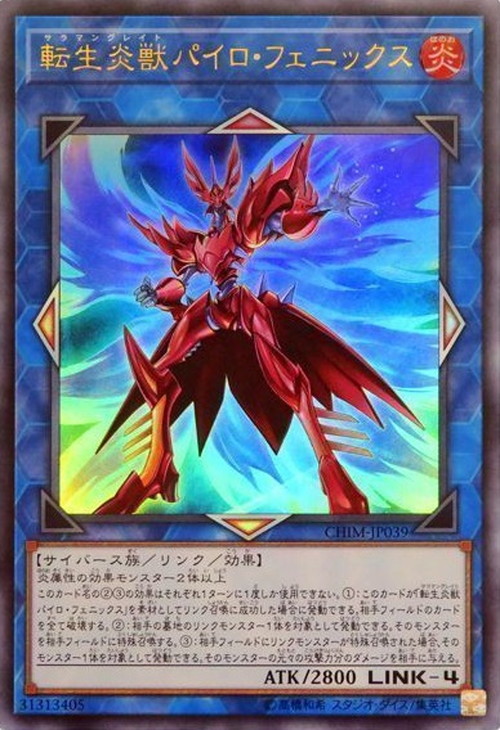 サラマングレイト
転生炎獣パイロ・フェニックス
ほのお
炎
CHIM-JP039
【サイバース族／リンク／効果】
炎属性の効果モンスター2体以上
このカード名の②③の効果はそれぞれ1ターンに1度しか使用できない。①：このカードが「転生炎獣
パイロ・フェニックス」を素材としてリンク召喚に成功した場合に発動できる。相手フィールドのカード
を全て破壊する。②：相手の墓地のリンクモンスター1体を対象として発動できる。そのモンスター
を相手フィールドに特殊召喚する。③：相手フィールドにリンクモンスターが特殊召喚された場合、その
モンスター1体を対象として発動できる。そのモンスターの元々の攻撃力分のダメージを相手に与える。
ATK/2800 LINK-4
31313405
©高橋和希 スタジオ・ダイス/集英社